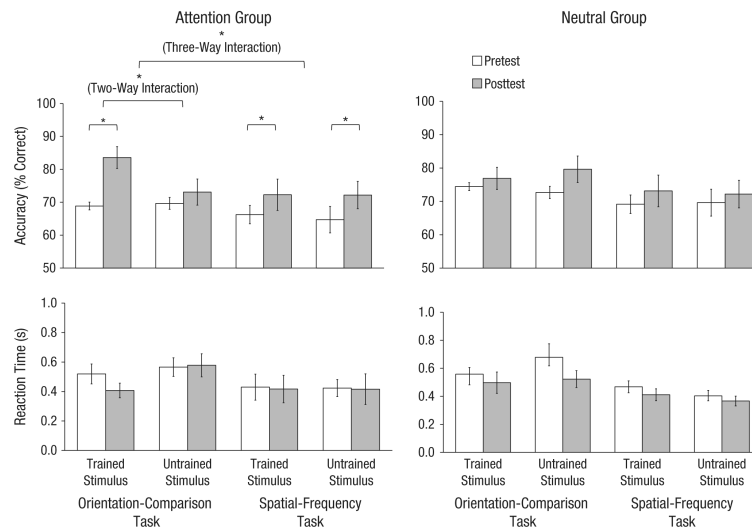 Attention Group
*
(Three-Way Interaction)
*
(Two-Way Interaction)
*
*
*
Accuracy (% Correct)
100
90
80
70
60
50
Neutral Group
Pretest
Posttest
100
90
80
70
60
50
Reaction Time (s)
1.0
0.8
0.6
0.4
0.2
0.0
Trained
Stimulus
Untrained
Stimulus
Trained
Stimulus
Untrained
Stimulus
Orientation-Comparison
Task
Spatial-Frequency
Task
1.0
0.8
0.6
0.4
0.2
0.0
Trained
Stimulus
Untrained
Stimulus
Trained
Stimulus
Untrained
Stimulus
Orientation-Comparison
Task
Spatial-Frequency
Task